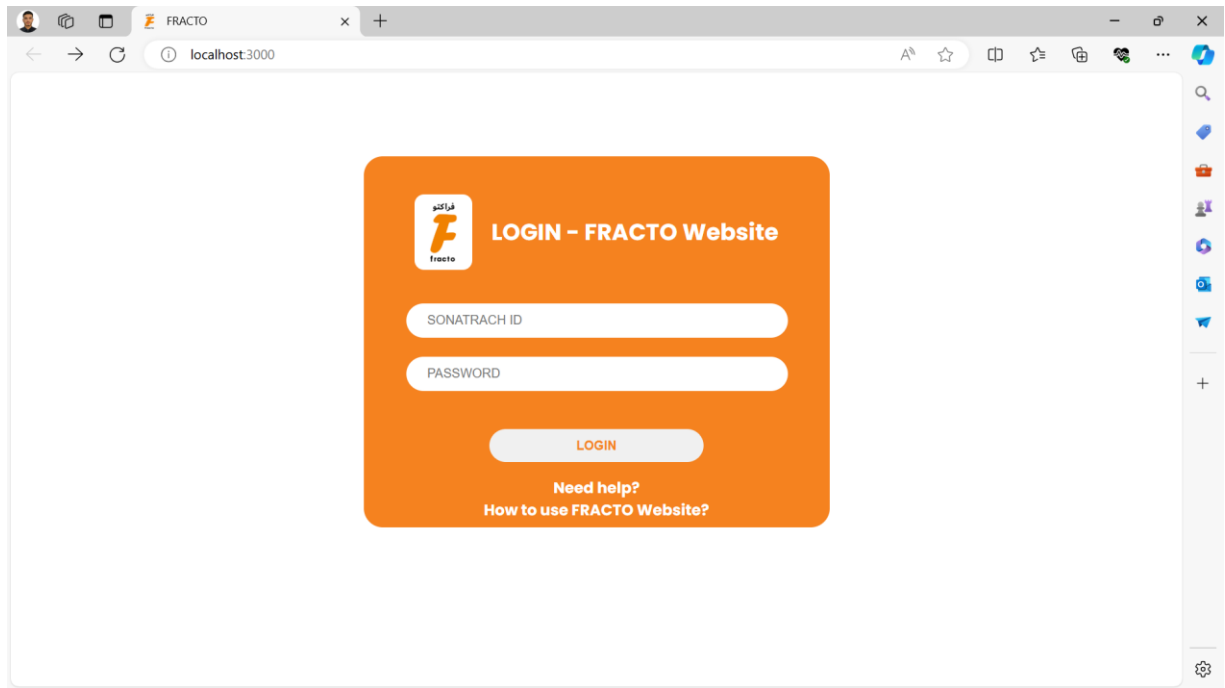 FRACTO
localhost:3000
فراكتو
fracto
LOGIN - FRACTO Website
SONATRACH ID
PASSWORD
LOGIN
Need help?
How to use FRACTO Website?